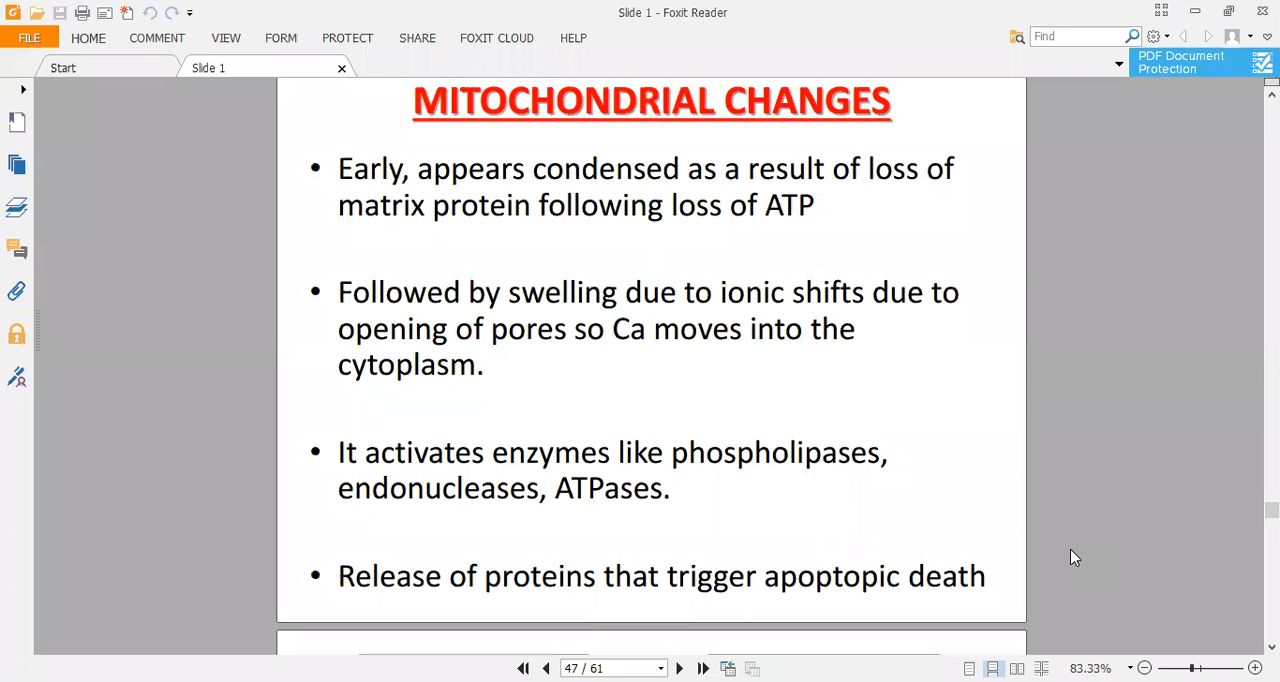 Slide 1 - Foxit Reader
FILE HOME COMMENT VIEW FORM PROTECT SHARE FOXIT CLOUD HELP
Find
Start
Slide 1
PDF Document
Protection
MITOCHONDRIAL CHANGES
• Early, appears condensed as a result of loss of
matrix protein following loss of ATP
• Followed by swelling due to ionic shifts due to
opening of pores so Ca moves into the
cytoplasm.
• It activates enzymes like phospholipases,
endonucleases, ATPases.
• Release of proteins that trigger apoptopic death
47 / 61
83.33%